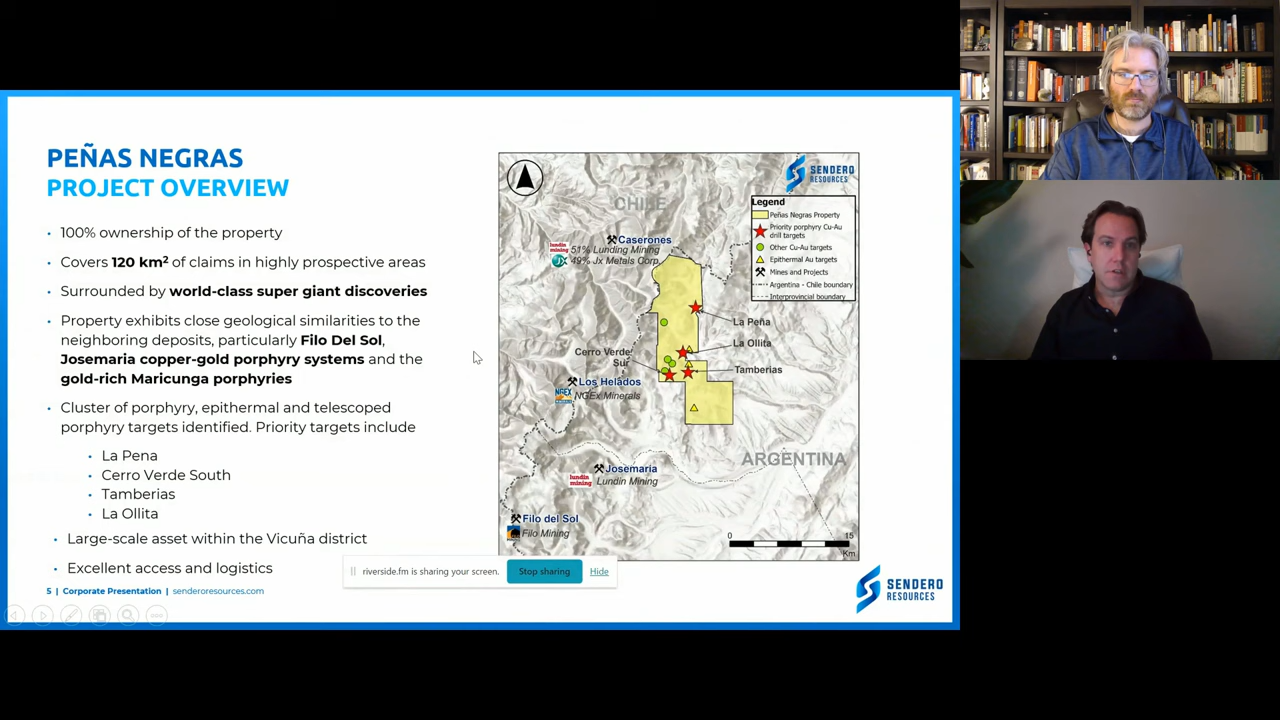 PEÑAS NEGRAS
PROJECT OVERVIEW
• 100% ownership of the property
• Covers 120 km² of claims in highly prospective areas
• Surrounded by world-class super giant discoveries
• Property exhibits close geological similarities to the
neighboring deposits, particularly Filo Del Sol,
Josemaria copper-gold porphyry systems and the
gold-rich Maricunga porphyries
• Cluster of porphyry, epithermal and telescoped
porphyry targets identified. Priority targets include
• La Pena
• Cerro Verde South
• Tamberias
• La Ollita
• Large-scale asset within the Vicuña district
• Excellent access and logistics
5 | Corporate Presentation | senderoresources.com
SENDERO
RESOURCES
CHILE
Legend
Peñas Negras Property
Priority porphyry Cu-Au
drill targets
Other Cu-Au targets
Epithermal Au targets
Mines and Projects
Argentina - Chile boundary
Interprovincial boundary
Caserones
lundin mining
51% Lunding Mining
JX
49% Jx Metals Corp.
La Peña
La Ollita
Cerro Verde
Sur
Tamberias
Los Helados
NGEx Minerals
ARGENTINA
Josemaria
lundin mining
Lundin Mining
Filo del Sol
Filo Mining
0
15
Km
riverside.fm is sharing your screen.
Stop sharing
Hide
SENDERO
RESOURCES